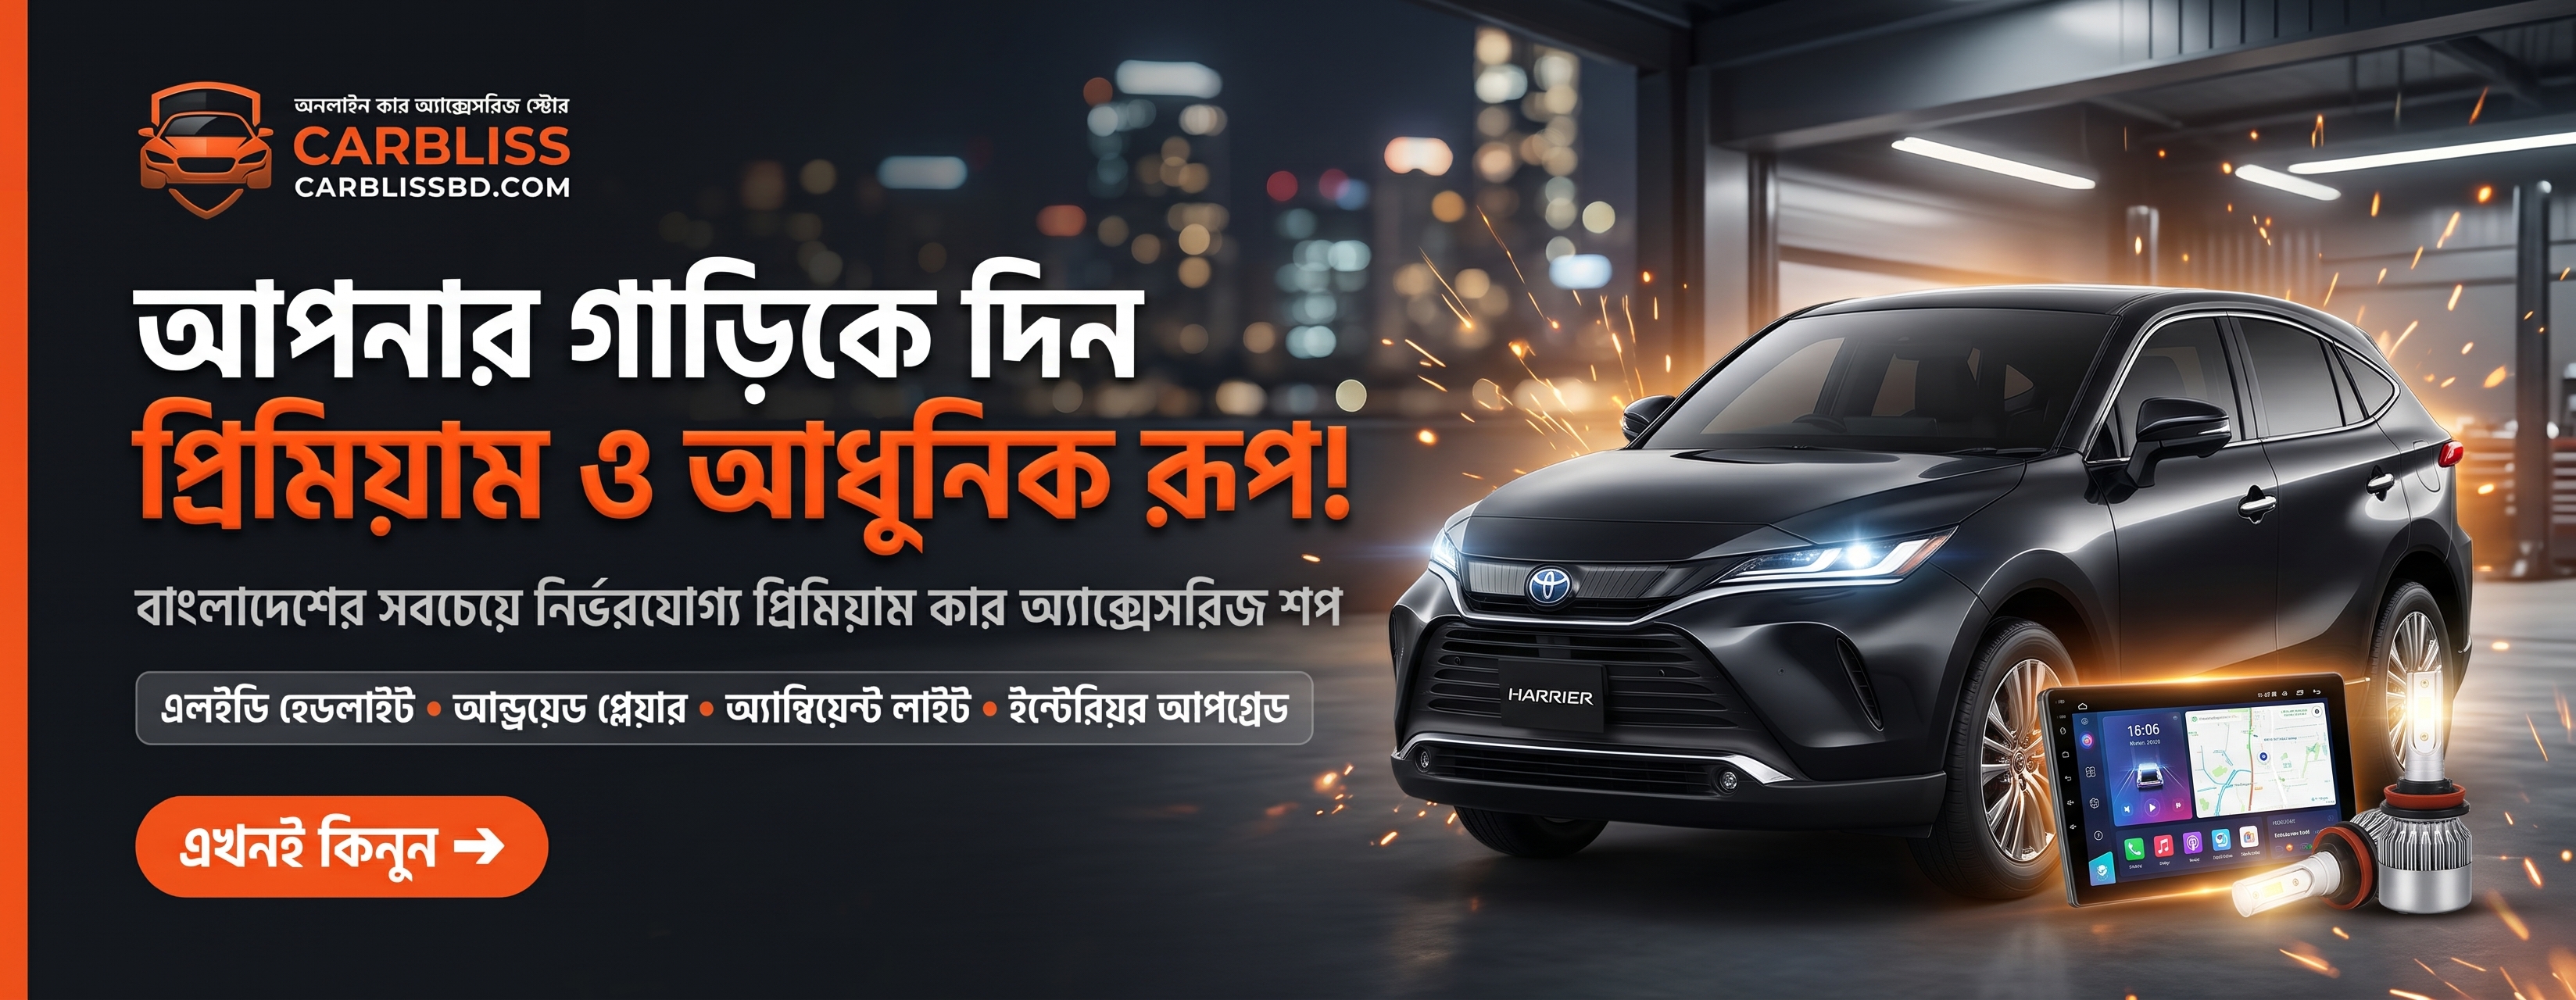 অনলাইন কার অ্যাক্সেসরিজ স্টোর
CARBLISS
CARBLISSBD.COM
আপনার গাড়িকে দিন
প্রিমিয়াম ও আধুনিক রূপ!
বাংলাদেশের সবচেয়ে নির্ভরযোগ্য প্রিমিয়াম কার অ্যাক্সেসরিজ শপ
এলইডি হেডলাইট • আন্ড্রয়েড প্লেয়ার • অ্যাম্বিয়েন্ট লাইট • ইন্টেরিয়র আপগ্রেড
এখনই কিনুন ➔
HARRIER
16:06